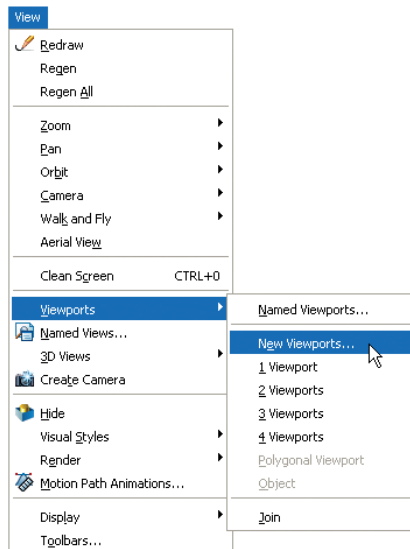 View
Redraw
Regen
Regen All
Zoom
Pan
Orbit
Camera
Walk and Fly
Aerial View
Clean Screen CTRL+0
Viewports
Named Views...
3D Views
Create Camera
Hide
Visual Styles
Render
Motion Path Animations...
Display
Toolbars...
Named Viewports...
New Viewports...
1 Viewport
2 Viewports
3 Viewports
4 Viewports
Polygonal Viewport
Object
Join